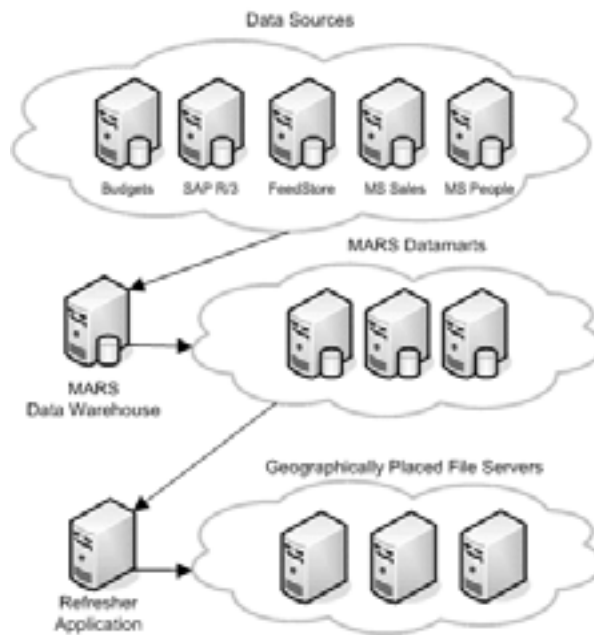 Data Sources
Budgets SAP R/3 FeedStore MS Sales MS People
MARS Datamarts
MARS
Data Warehouse
Geographically Placed File Servers
Refresher
Application